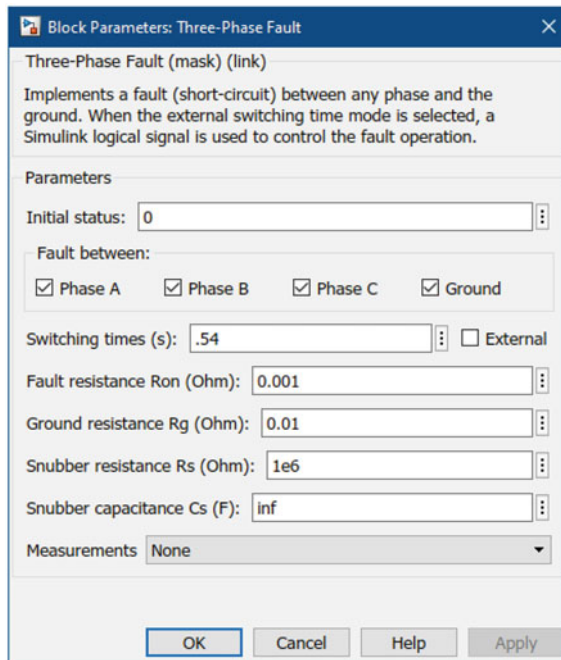 Block Parameters: Three-Phase Fault
Three-Phase Fault (mask) (link)
Implements a fault (short-circuit) between any phase and the
ground. When the external switching time mode is selected, a
Simulink logical signal is used to control the fault operation.
Parameters
Initial status: 0
Fault between:
Phase A Phase B Phase C Ground
Switching times (s): .54 External
Fault resistance Ron (Ohm): 0.001
Ground resistance Rg (Ohm): 0.01
Snubber resistance Rs (Ohm): 1e6
Snubber capacitance Cs (F): inf
Measurements None
OK Cancel Help Apply